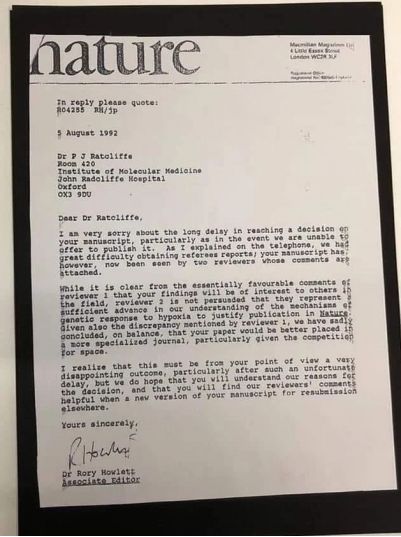 nature
Macmillan Magazines Ltd
4 Little Essex Street
London WC2R 3LF
Registered Office
In reply please quote:
R04255 RH/jp
5 August 1992
Dr P J Ratcliffe
Room 420
Institute of Molecular Medicine
John Radcliffe Hospital
Oxford
OX3 9DU
Dear Dr Ratcliffe,
I am very sorry about the long delay in reaching a decision on
your manuscript, particularly as in the event we are unable to
offer to publish it. As I explained on the telephone, we had
great difficulty obtaining referees reports; your manuscript has,
however, now been seen by two reviewers whose comments are
attached.
While it is clear from the essentially favourable comments of
reviewer 1 that your findings will be of interest to others in
the field, reviewer 2 is not persuaded that they represent a
sufficient advance in our understanding of the mechanisms of
genetic response to hypoxia to justify publication in Nature.
Given also the discrepancy mentioned by reviewer 1, we have sadly
concluded, on balance, that your paper would be better placed in
a more specialized journal, particularly given the competition
for space.
I realize that this must be from your point of view a very
disappointing outcome, particularly after such an unfortunate
delay, but we do hope that you will understand our reasons for
the decision, and that you will find our reviewers' comments
helpful when a new version of your manuscript for resubmission
elsewhere.
Yours sincerely,
R Howlett
Dr Rory Howlett
Associate Editor